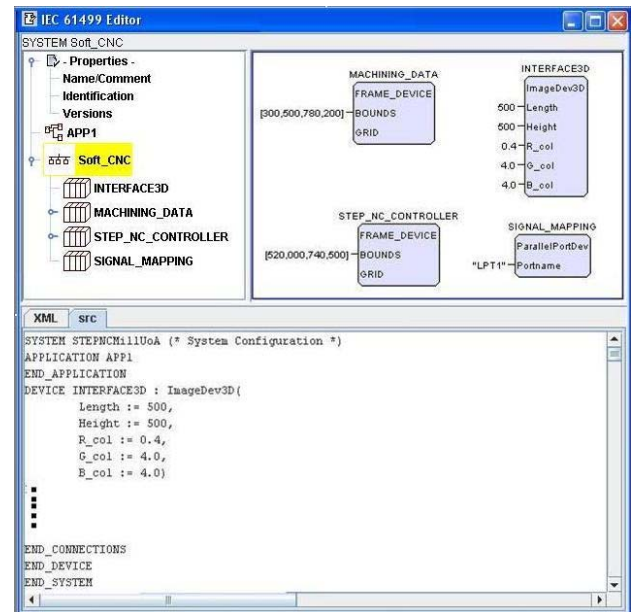 IEC 61499 Editor
SYSTEM Soft_CNC
- Properties -
Name/Comment
Identification
Versions
APP1
Soft_CNC
INTERFACE3D
MACHINING_DATA
STEP_NC_CONTROLLER
SIGNAL_MAPPING
MACHINING_DATA
FRAME_DEVICE
[300,500,780,200] BOUNDS
GRID
INTERFACE3D
ImageDev3D
500 Length
500 Height
0.4 R_col
4.0 G_col
4.0 B_col
STEP_NC_CONTROLLER
FRAME_DEVICE
[520,000,740,500] BOUNDS
GRID
SIGNAL_MAPPING
ParallelPortDev
"LPT1" Portname
XML src
SYSTEM STEPNCMillUoA (* System Configuration *)
APPLICATION APP1
END_APPLICATION
DEVICE INTERFACE3D : ImageDev3D(
Length := 500,
Height := 500,
R_col := 0.4,
G_col := 4.0,
B_col := 4.0)
END_CONNECTIONS
END_DEVICE
END_SYSTEM